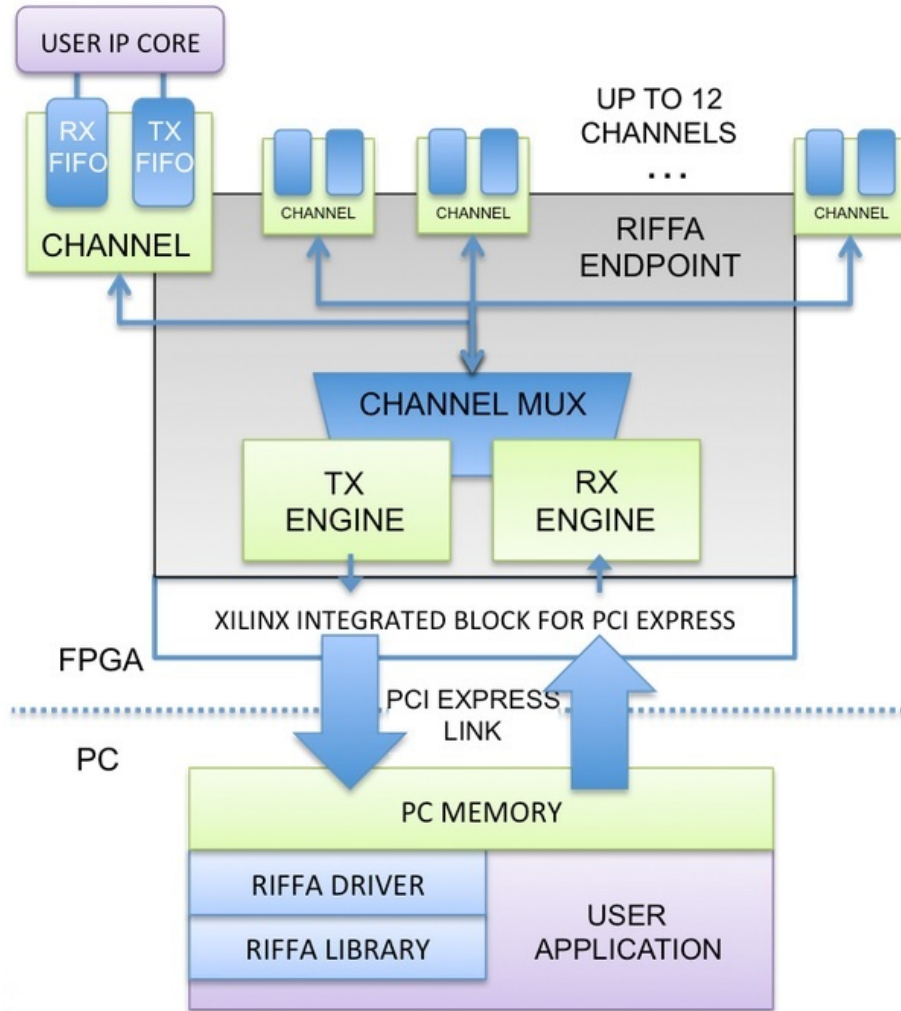 USER IP CORE
RX
FIFO
TX
FIFO
CHANNEL
CHANNEL
CHANNEL
UP TO 12
CHANNELS
...
CHANNEL
RIFFA
ENDPOINT
CHANNEL MUX
TX
ENGINE
RX
ENGINE
XILINX INTEGRATED BLOCK FOR PCI EXPRESS
FPGA
PCI EXPRESS
LINK
PC
PC MEMORY
RIFFA DRIVER
RIFFA LIBRARY
USER
APPLICATION